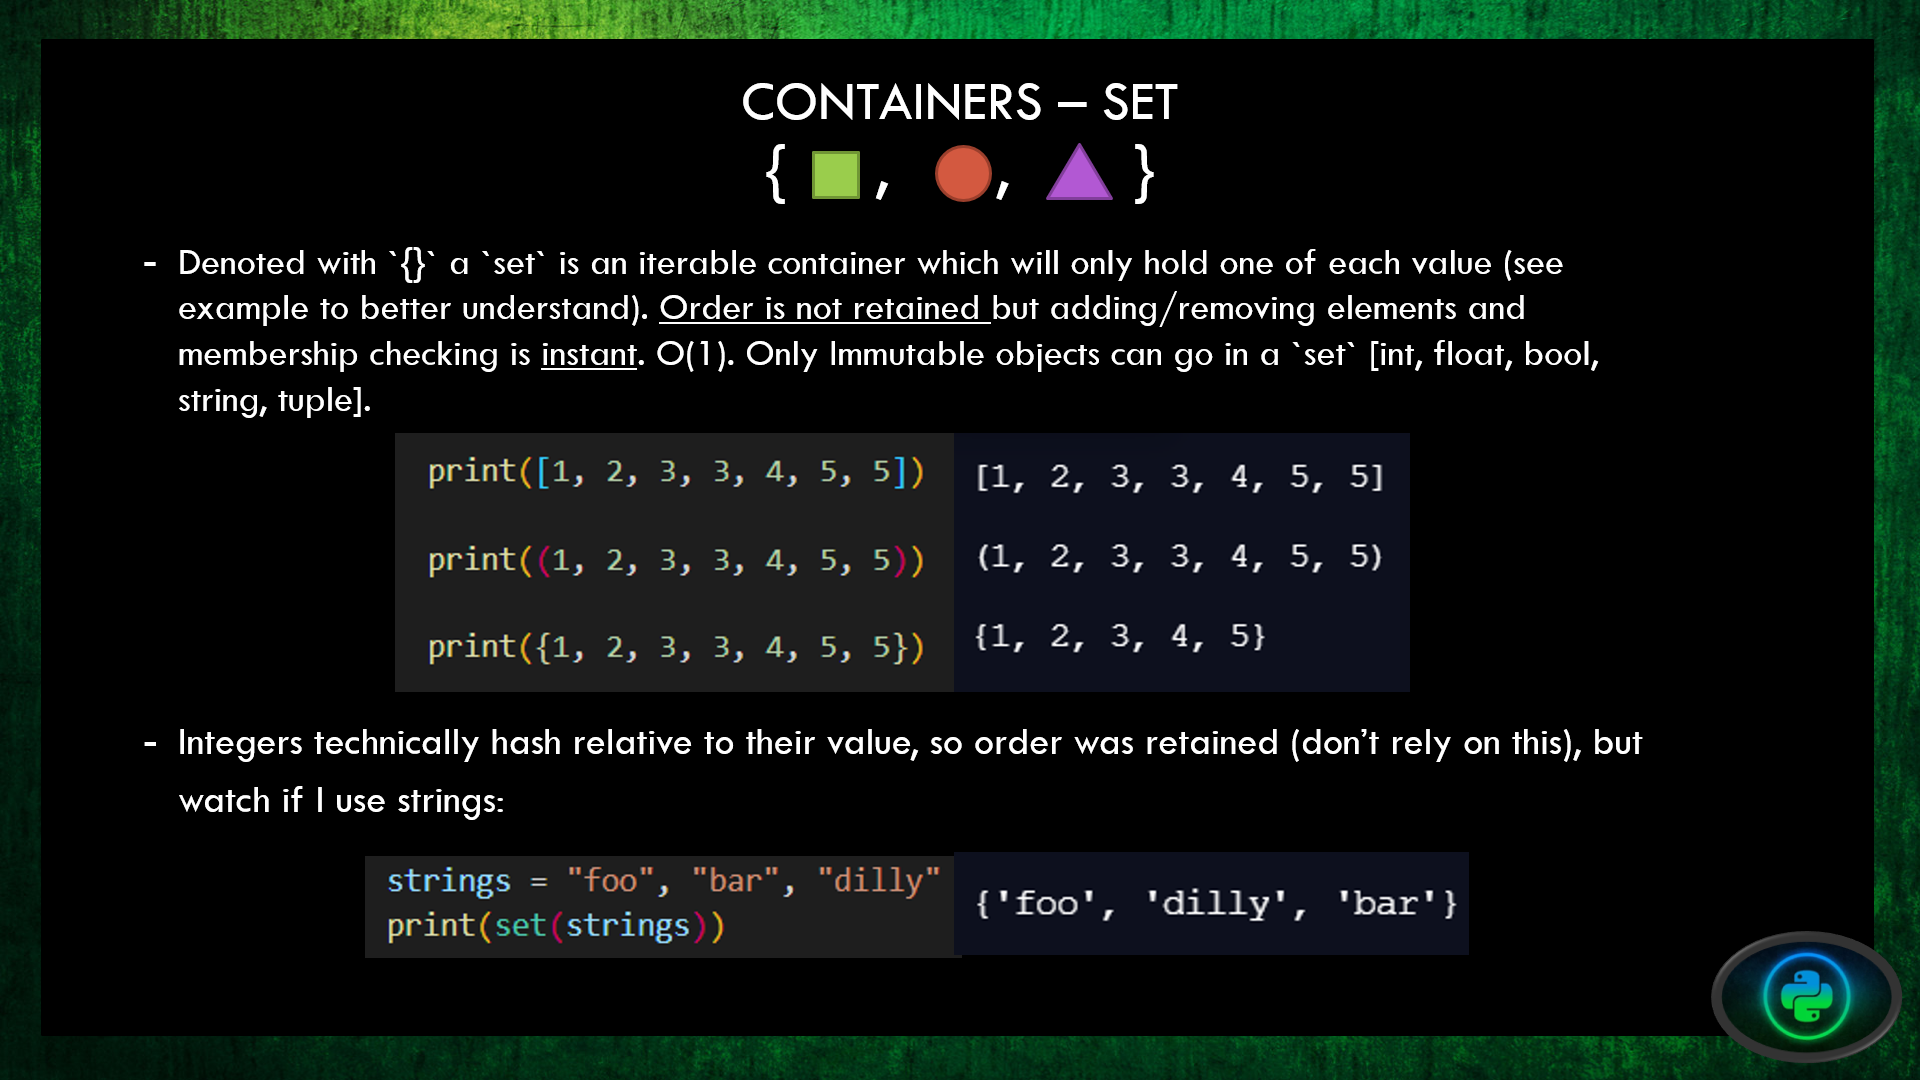 CONTAINERS – SET
{ , , }
- Denoted with `{}` a `set` is an iterable container which will only hold one of each value (see
example to better understand). Order is not retained but adding/removing elements and
membership checking is instant. O(1). Only Immutable objects can go in a `set` [int, float, bool,
string, tuple].
print([1, 2, 3, 3, 4, 5, 5])
[1, 2, 3, 3, 4, 5, 5]
print((1, 2, 3, 3, 4, 5, 5))
(1, 2, 3, 3, 4, 5, 5)
print({1, 2, 3, 3, 4, 5, 5})
{1, 2, 3, 4, 5}
- Integers technically hash relative to their value, so order was retained (don’t rely on this), but
watch if I use strings:
strings = "foo", "bar", "dilly"
print(set(strings))
{'foo', 'dilly', 'bar'}